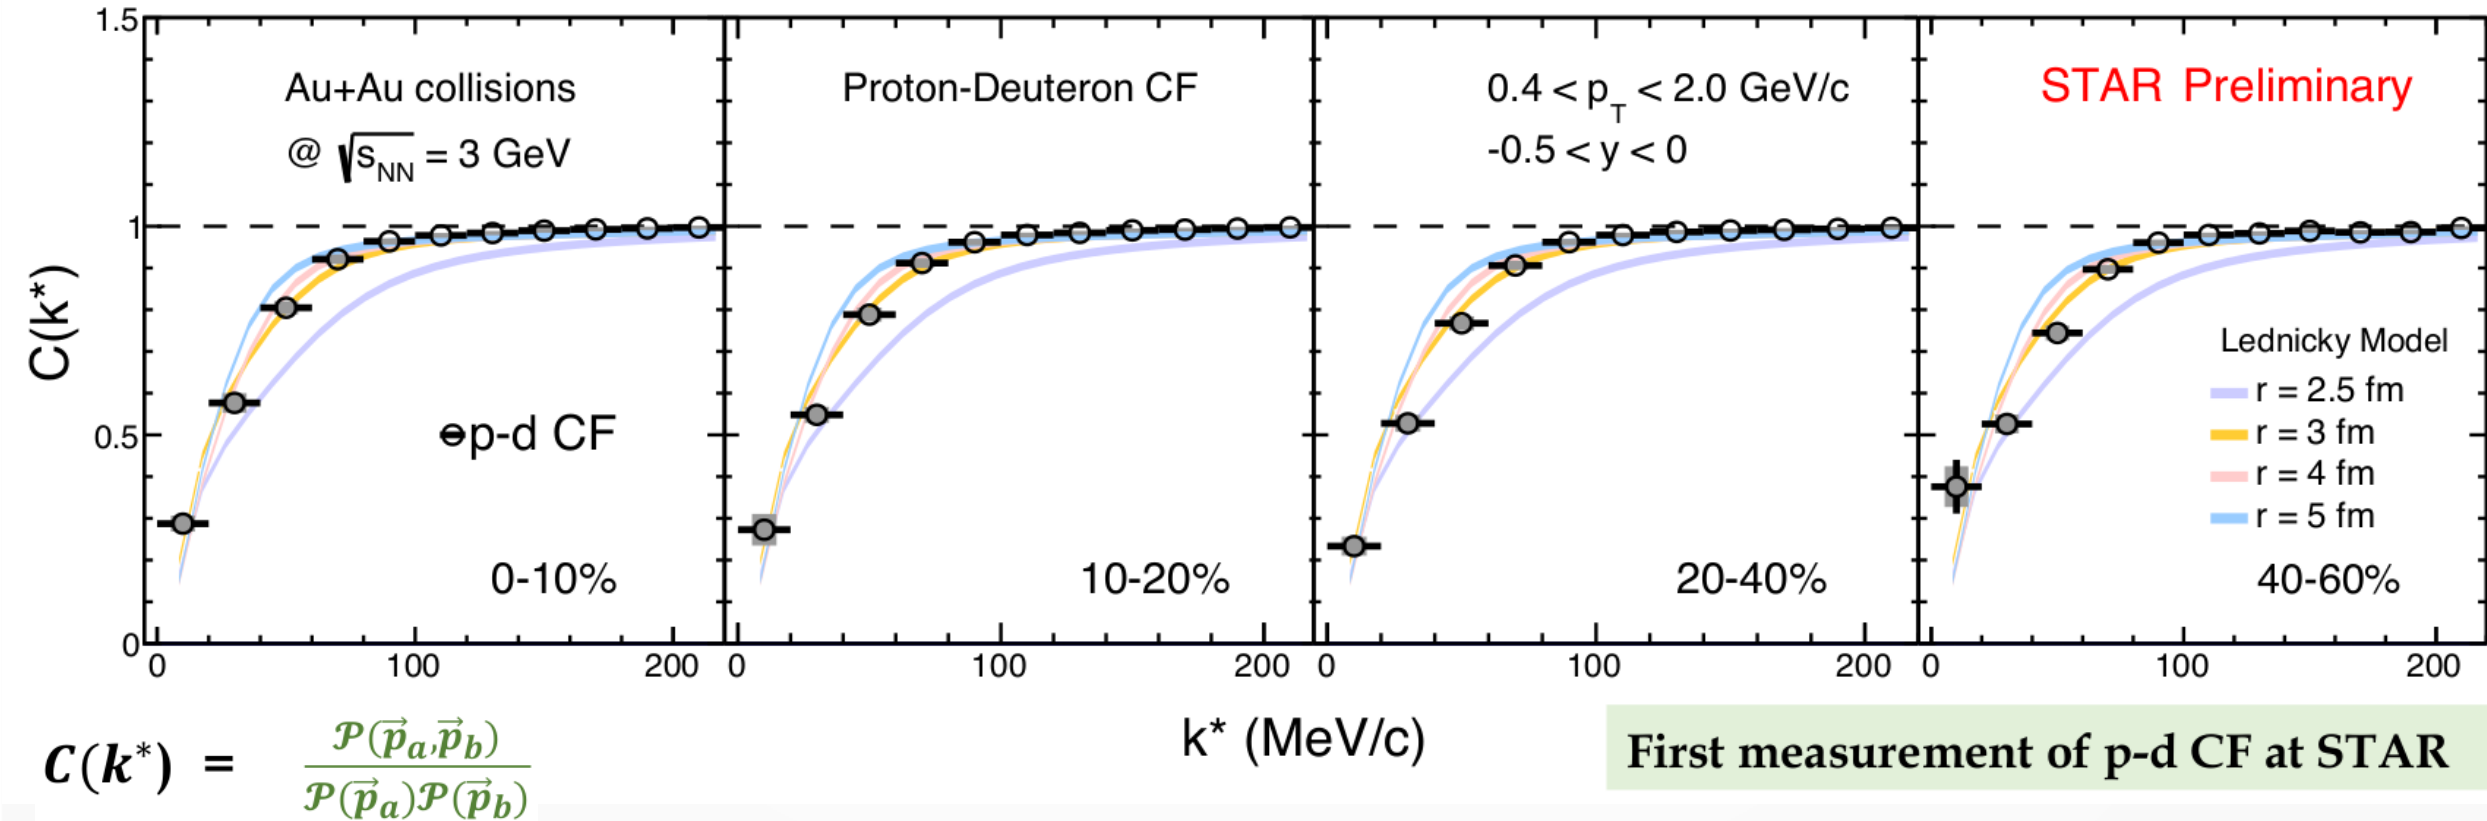 1.5
1
0.5
0
C(k*)
Au+Au collisions
@ √sNN = 3 GeV
p-d CF
0-10%
0 100 200
Proton-Deuteron CF
10-20%
0 100 200
0.4 < pT < 2.0 GeV/c
-0.5 < y < 0
20-40%
0 100 200
STAR Preliminary
Lednicky Model
r = 2.5 fm
r = 3 fm
r = 4 fm
r = 5 fm
40-60%
0 100 200
k* (MeV/c)
C(k*) = 𝒫(p⃗a,p⃗b) / 𝒫(p⃗a)𝒫(p⃗b)
First measurement of p-d CF at STAR